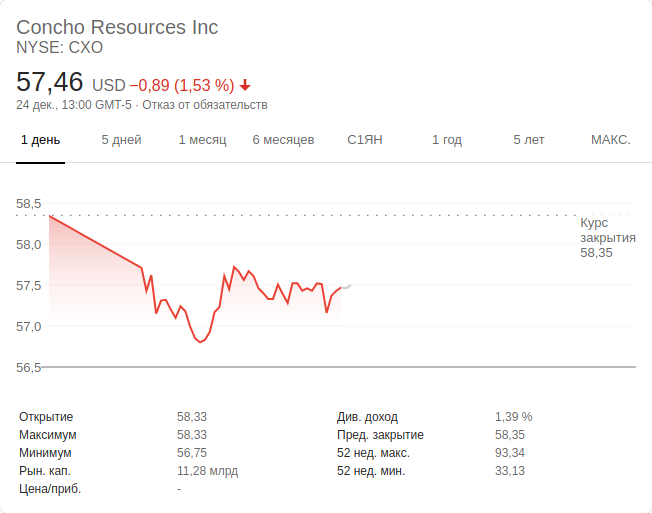 Concho Resources Inc
NYSE: CXO
57,46 USD −0,89 (1,53 %)
24 дек., 13:00 GMT-5 · Отказ от обязательств
1 день 5 дней 1 месяц 6 месяцев С1ЯН 1 год 5 лет МАКС.
58,5
Курс
закрытия
58,35
58,0
57,5
57,0
56,5
Открытие 58,33 Див. доход 1,39 %
Максимум 58,33 Пред. закрытие 58,35
Минимум 56,75 52 нед. макс. 93,34
Рын. кап. 11,28 млрд 52 нед. мин. 33,13
Цена/приб. -